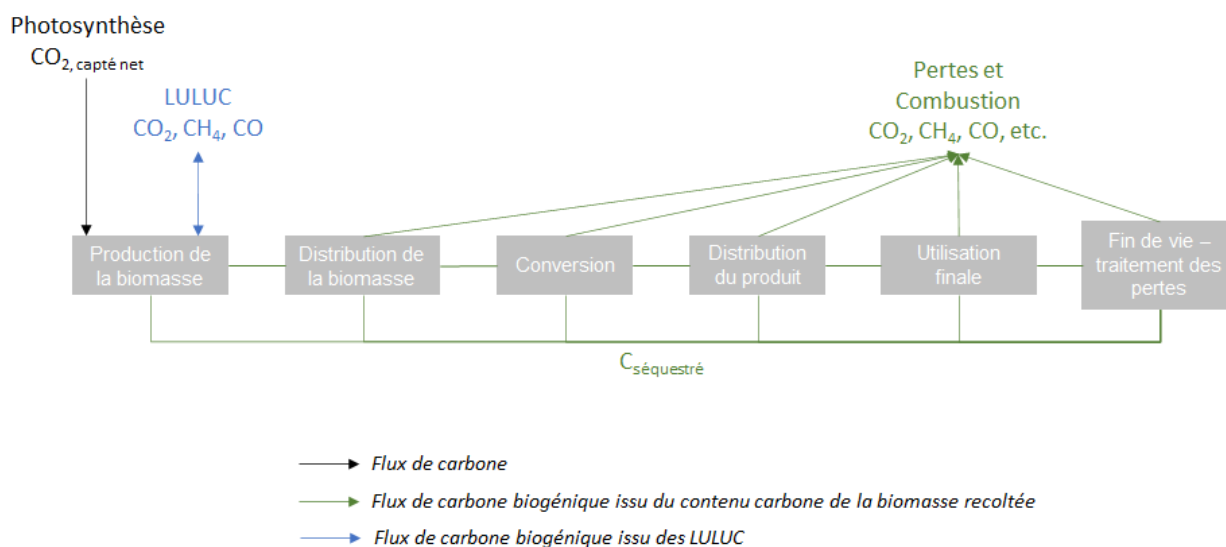 Photosynthèse
CO₂, capté net
LULUC
CO₂, CH₄, CO
Pertes et
Combustion
CO₂, CH₄, CO, etc.
Production de
la biomasse
Distribution de
la biomasse
Conversion
Distribution
du produit
Utilisation
finale
Fin de vie –
traitement des
pertes
Cséquestré
Flux de carbone
Flux de carbone biogénique issu du contenu carbone de la biomasse recoltée
Flux de carbone biogénique issu des LULUC